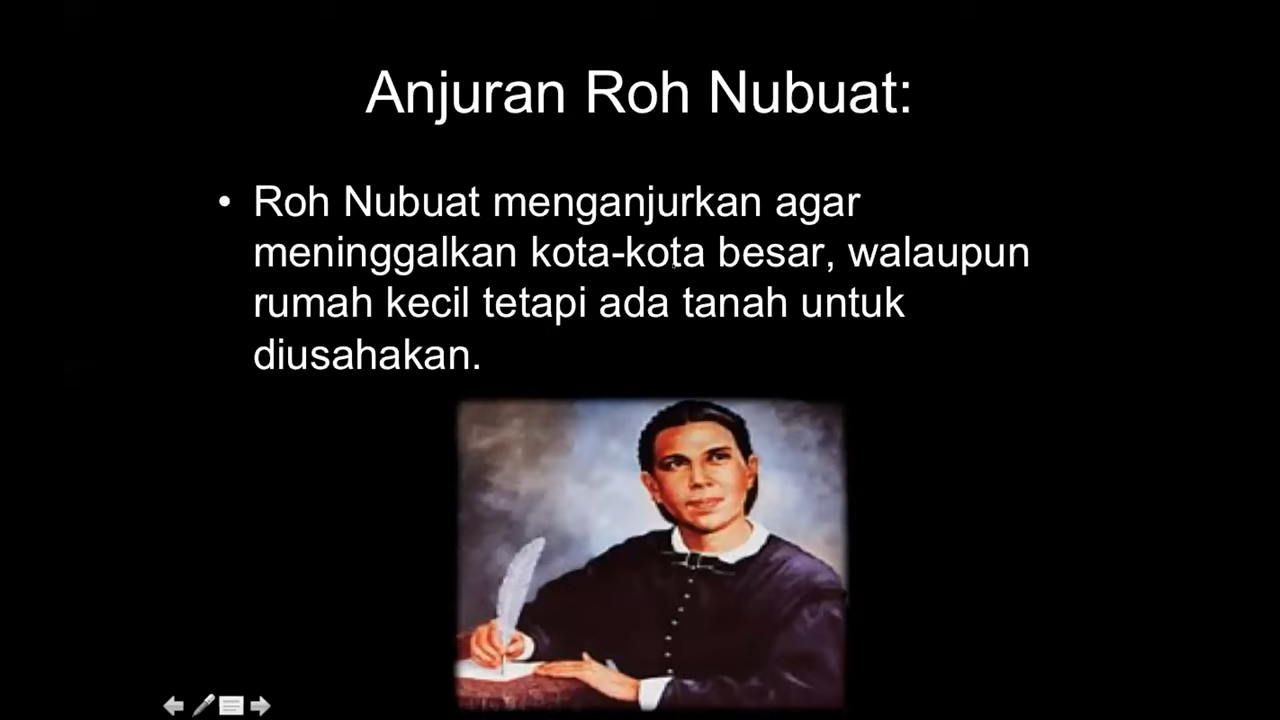 Anjuran Roh Nubuat:
• Roh Nubuat menganjurkan agar
meninggalkan kota-kota besar, walaupun
rumah kecil tetapi ada tanah untuk
diusahakan.